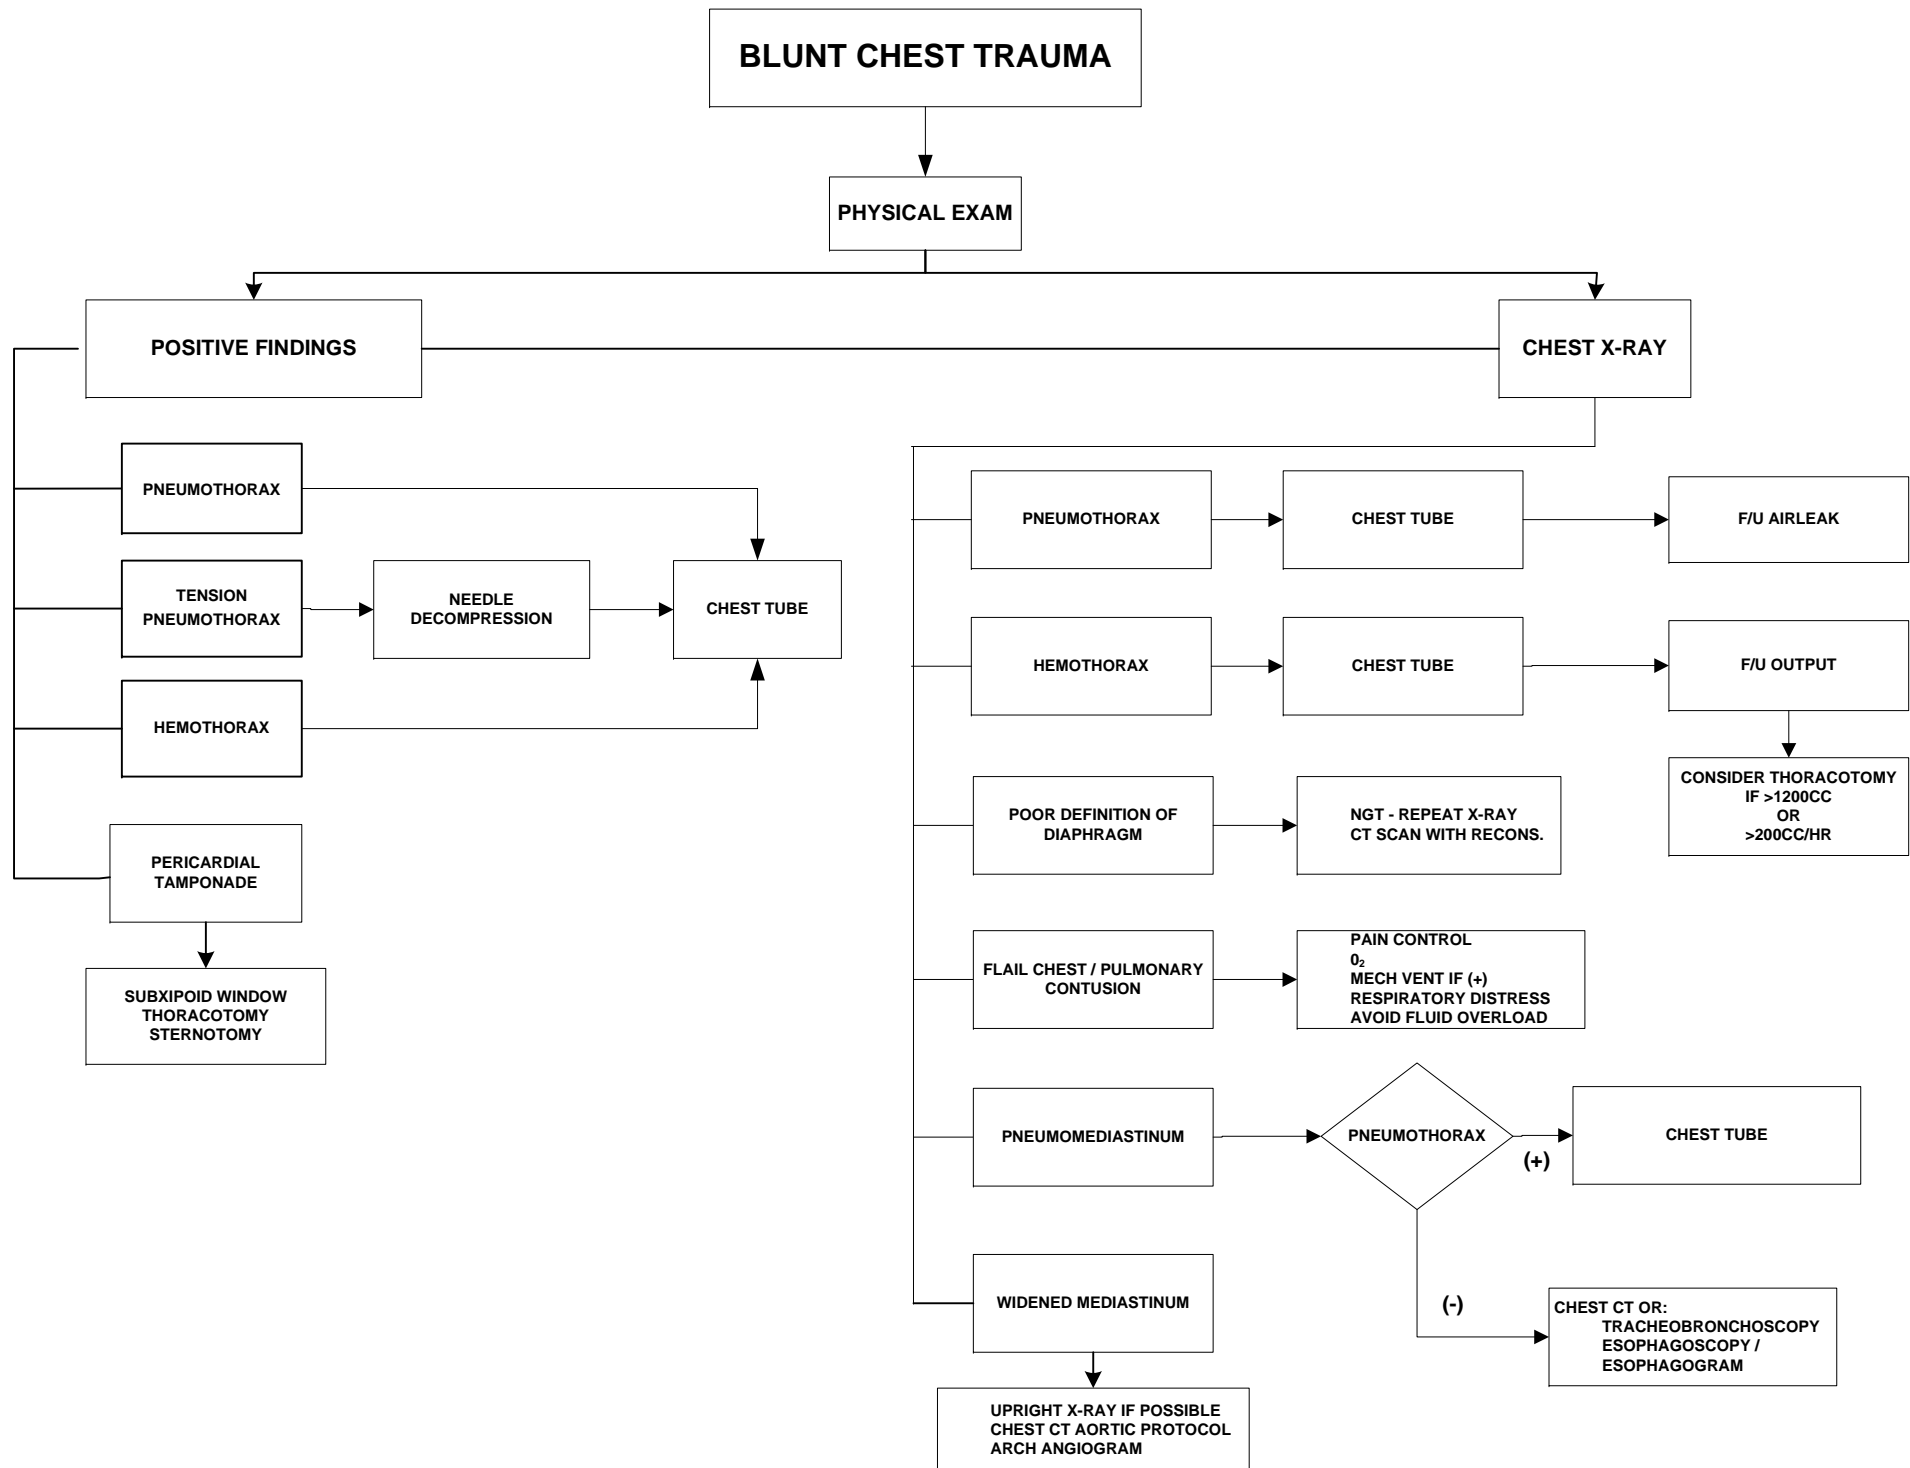 BLUNT CHEST TRAUMA
PHYSICAL EXAM
POSITIVE FINDINGS
CHEST X-RAY
PNEUMOTHORAX
TENSION
PNEUMOTHORAX
NEEDLE
DECOMPRESSION
CHEST TUBE
HEMOTHORAX
PERICARDIAL
TAMPONADE
SUBXIPOID WINDOW
THORACOTOMY
STERNOTOMY
PNEUMOTHORAX
CHEST TUBE
F/U AIRLEAK
HEMOTHORAX
CHEST TUBE
F/U OUTPUT
CONSIDER THORACOTOMY
IF >1200CC
OR
>200CC/HR
POOR DEFINITION OF
DIAPHRAGM
NGT - REPEAT X-RAY
CT SCAN WITH RECONS.
FLAIL CHEST / PULMONARY
CONTUSION
PAIN CONTROL
0₂
MECH VENT IF (+)
RESPIRATORY DISTRESS
AVOID FLUID OVERLOAD
PNEUMOMEDIASTINUM
PNEUMOTHORAX
(+)
CHEST TUBE
(-)
CHEST CT OR:
TRACHEOBRONCHOSCOPY
ESOPHAGOSCOPY /
ESOPHAGOGRAM
WIDENED MEDIASTINUM
UPRIGHT X-RAY IF POSSIBLE
CHEST CT AORTIC PROTOCOL
ARCH ANGIOGRAM